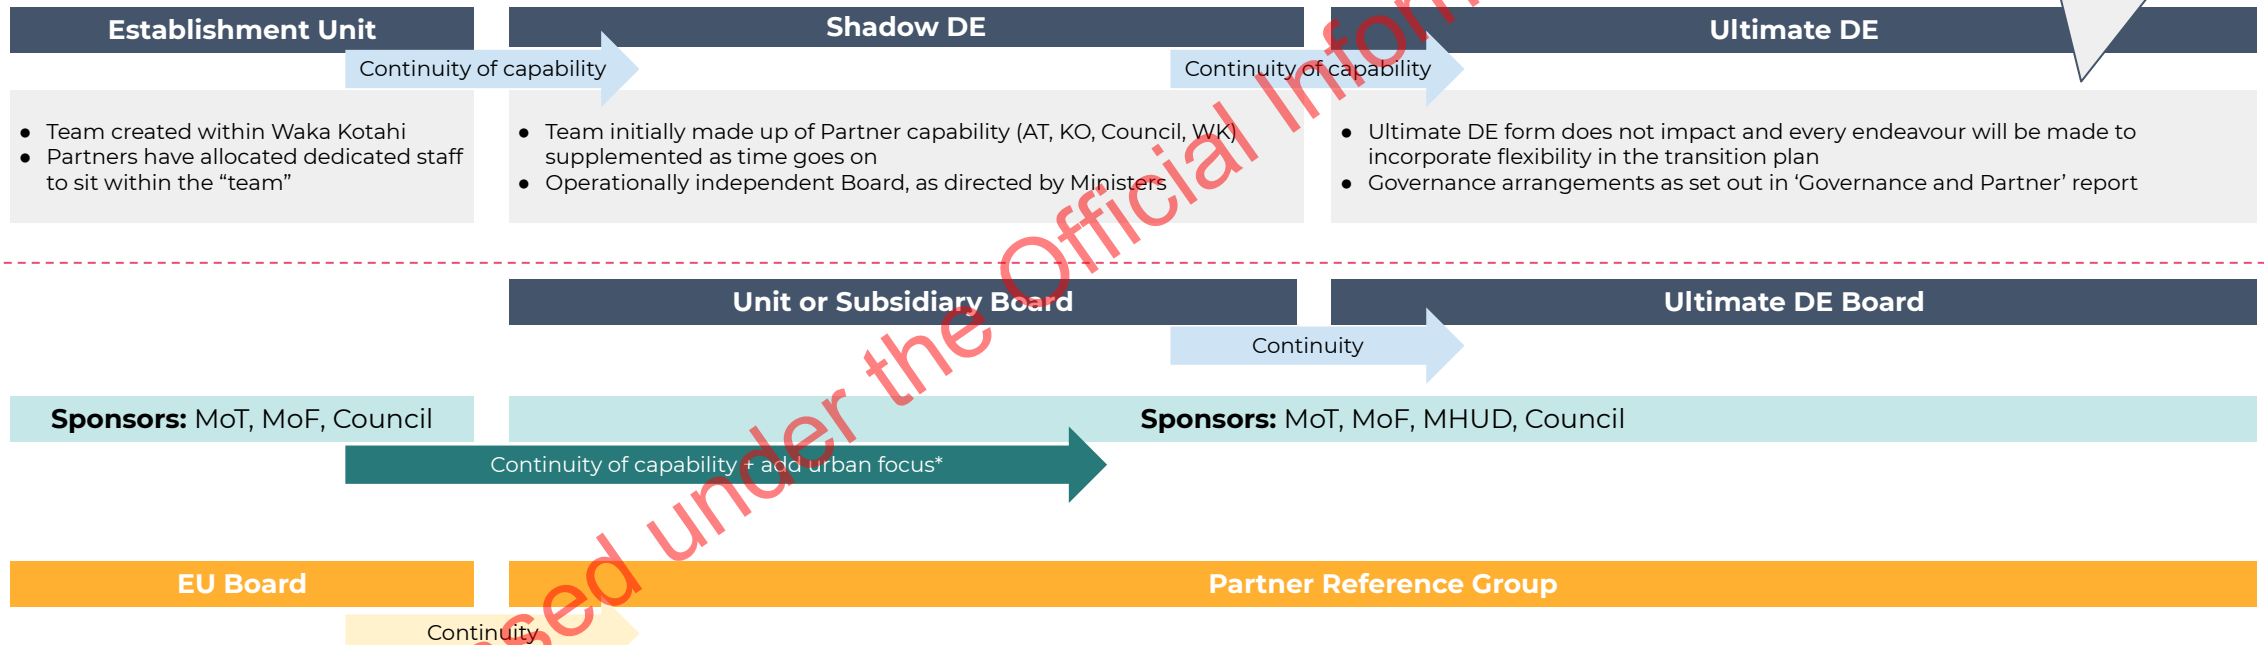 Establishment Unit
Shadow DE
Ultimate DE
Continuity of capability
Continuity of capability
● Team created within Waka Kotahi
● Partners have allocated dedicated staff
to sit within the “team”
● Team initially made up of Partner capability (AT, KO, Council, WK)
supplemented as time goes on
● Operationally independent Board, as directed by Ministers
● Ultimate DE form does not impact and every endeavour will be made to
incorporate flexibility in the transition plan
● Governance arrangements as set out in ‘Governance and Partner’ report
Unit or Subsidiary Board
Ultimate DE Board
Continuity
Sponsors: MoT, MoF, Council
Sponsors: MoT, MoF, MHUD, Council
Continuity of capability + add urban focus*
EU Board
Partner Reference Group
Continuity
sed under the Official Inform